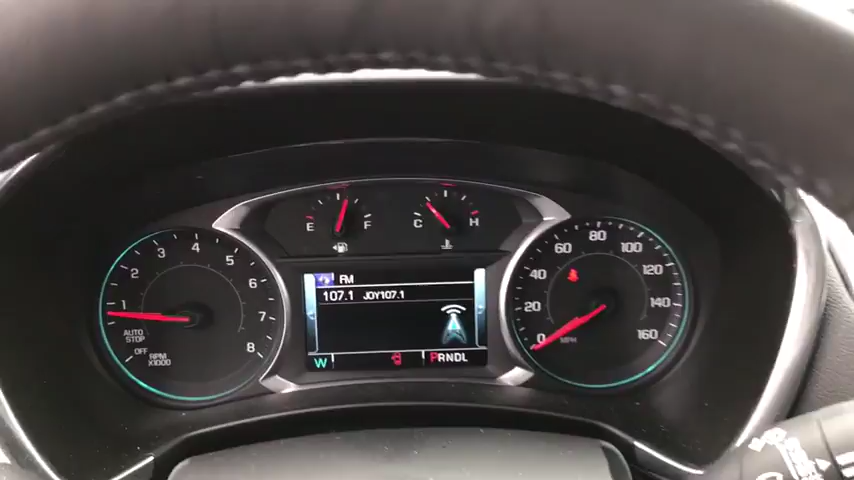 E F
C H
1 2 3 4 5 6 7 8
AUTO
STOP
OFF
RPM
X1000
FM
107.1 JOY107.1
W PRNDL
0 20 40 60 80 100 120 140 160
MPH